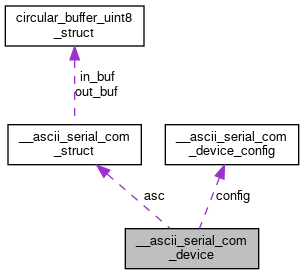 circular_buffer_uint8
_struct
in_buf
out_buf
__ascii_serial_com
_struct
__ascii_serial_com
_device_config
asc
config
__ascii_serial_com
_device